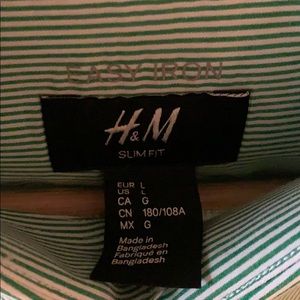 EASY IRON
H&M
SLIM FIT
EUR L
US L
CA G
CN 180/108A
MX G
Made in
Bangladesh
Fabriqué en
Bangladesh